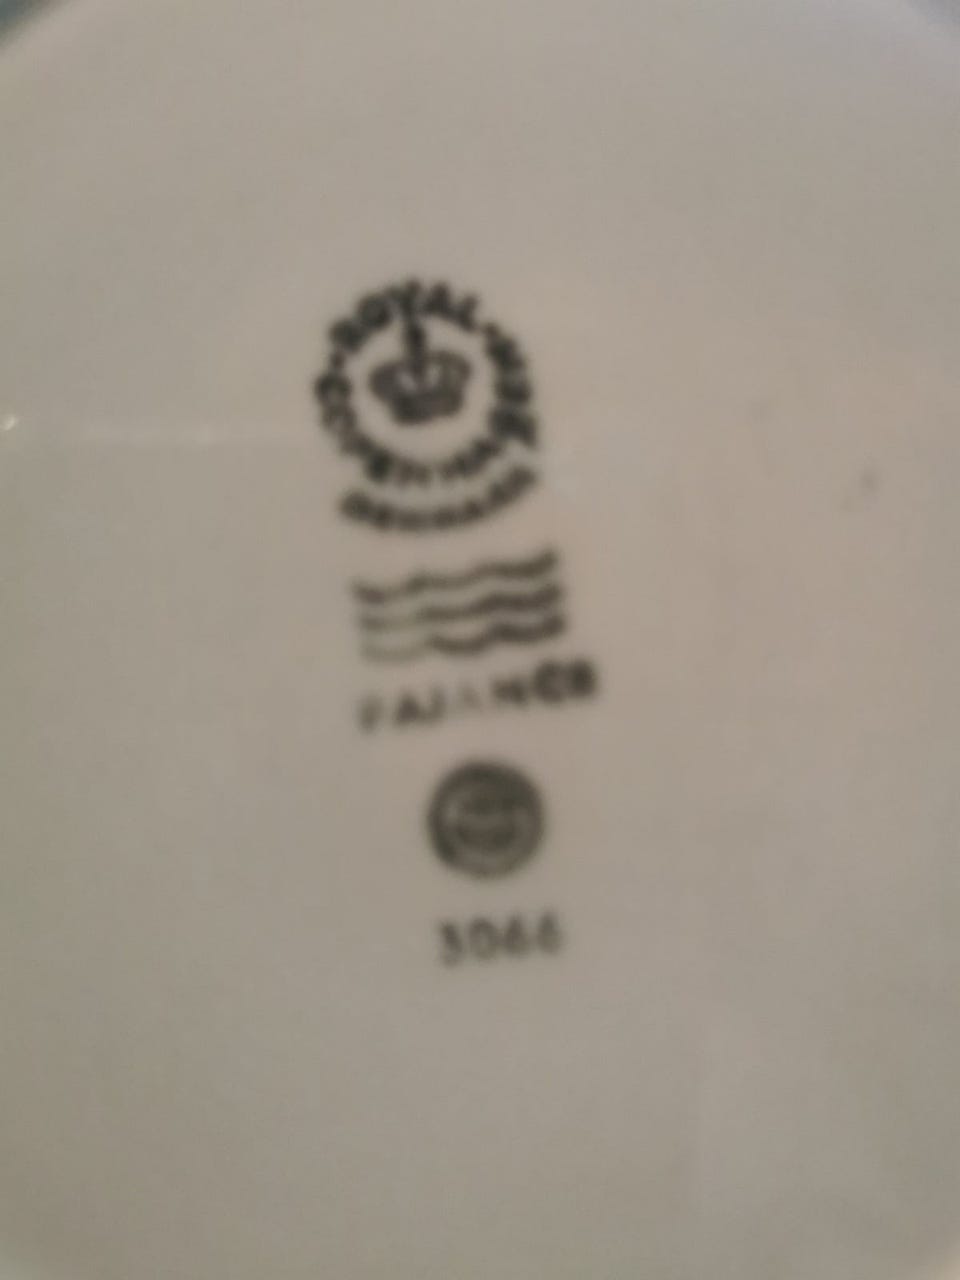 ROYAL
COPENHAGEN
DENMARK
FAJANCE
3066